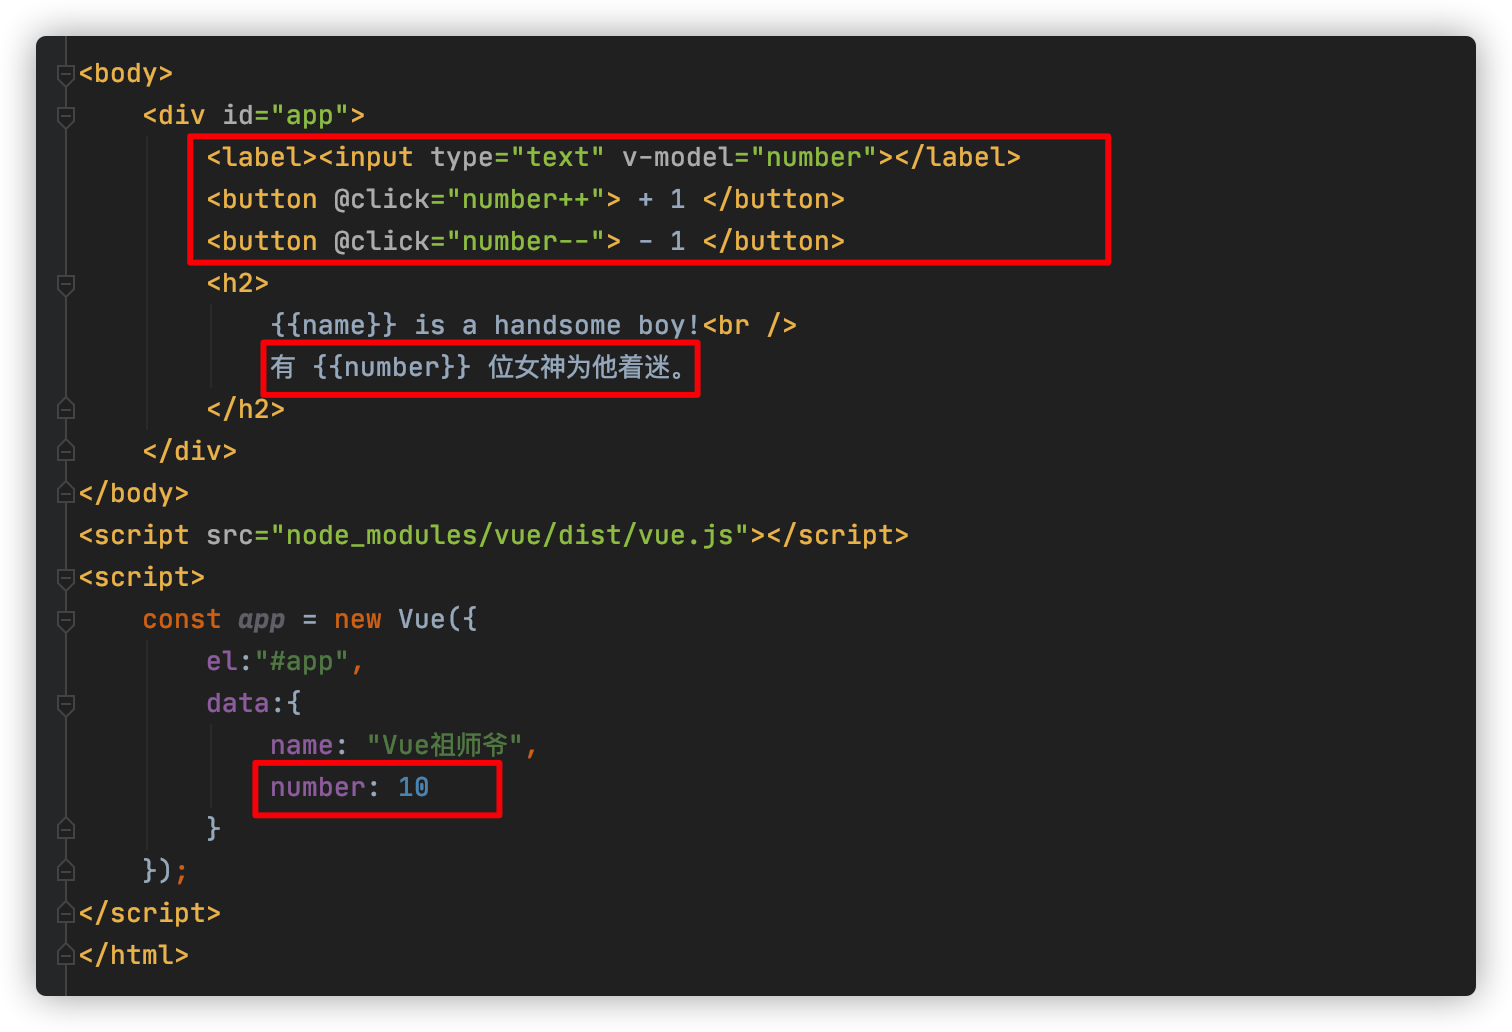 <body>
<div id="app">
<label><input type="text" v-model="number"></label>
<button @click="number++"> + 1 </button>
<button @click="number--"> - 1 </button>
<h2>
{{name}} is a handsome boy!<br />
有 {{number}} 位女神为他着迷。
</h2>
</div>
</body>
<script src="node_modules/vue/dist/vue.js"></script>
<script>
const app = new Vue({
el:"#app",
data:{
name: "Vue祖师爷",
number: 10
}
});
</script>
</html>